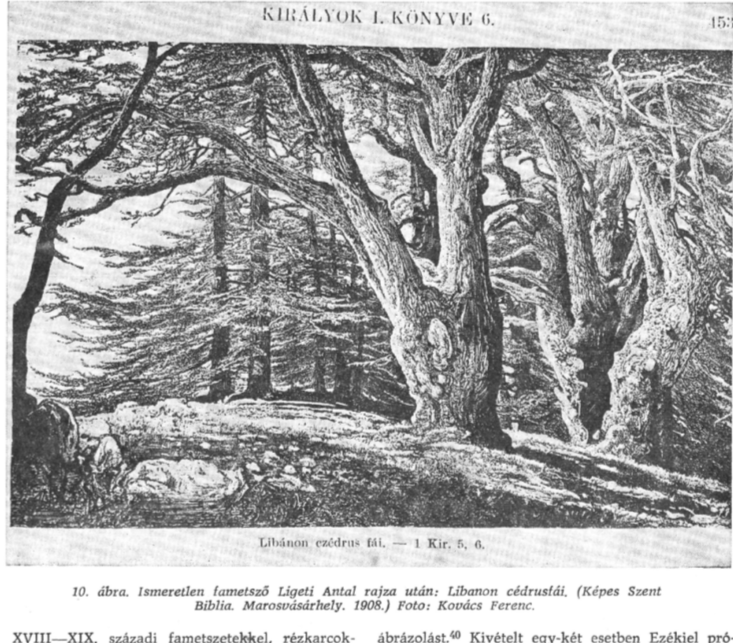 KIRÁLYOK I. KÖNYVE 6.
153
Libánon czédrus fái. — 1 Kir. 5, 6.
10. ábra. Ismeretlen fametsző Ligeti Antal rajza után: Libanon cédrusfái. (Képes Szent
Biblia. Marosvásárhely. 1908.) Foto: Kovács Ferenc.
XVIII—XIX. századi fametszetekkel, rézkarcok-
ábrázolást.⁴⁰ Kivételt egy-két esetben Ezékiel pró-